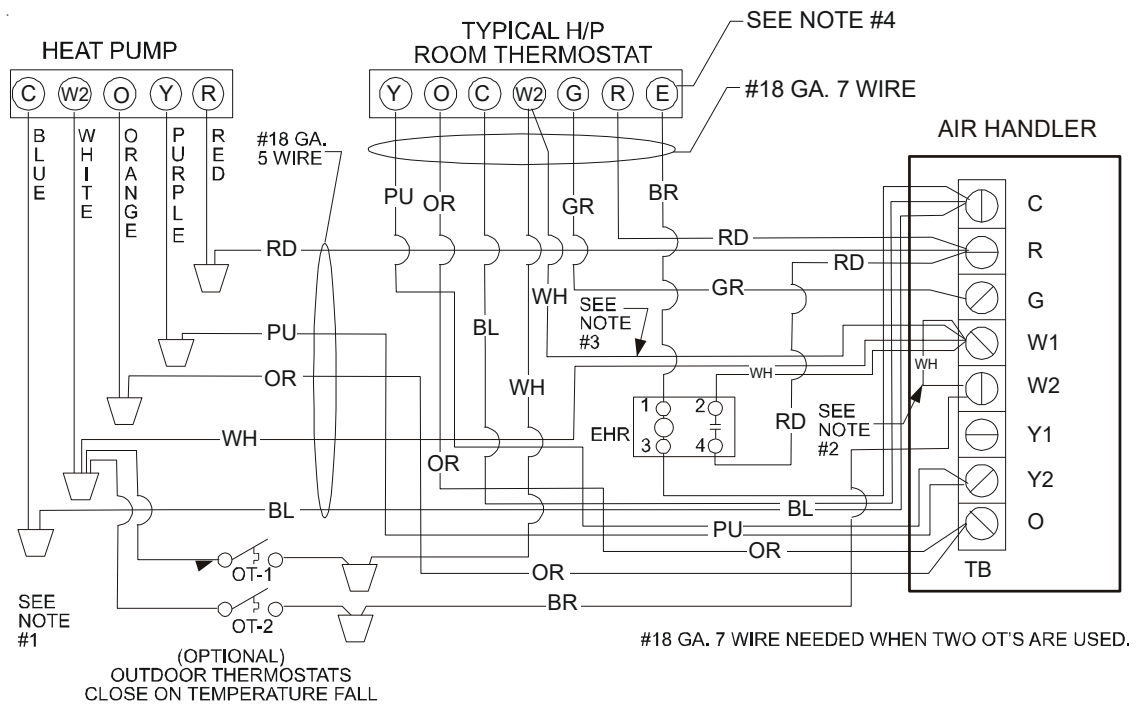 HEAT PUMP
C W2 O Y R
BLUE
WHITE
ORANGE
PURPLE
RED
TYPICAL H/P
ROOM THERMOSTAT
Y O C W2 G R E
SEE NOTE #4
#18 GA. 7 WIRE
#18 GA.
5 WIRE
AIR HANDLER
C
R
G
W1
W2
Y1
Y2
O
TB
PU
OR
GR
BR
RD
RD
RD
GR
WH
SEE
NOTE
#3
BL
PU
OR
WH
WH
WH
SEE
NOTE
#2
1
2
3
4
EHR
RD
WH
OR
BL
BL
PU
OR
OR
BR
OT-1
OT-2
SEE
NOTE
#1
(OPTIONAL)
OUTDOOR THERMOSTATS
CLOSE ON TEMPERATURE FALL
#18 GA. 7 WIRE NEEDED WHEN TWO OT'S ARE USED.